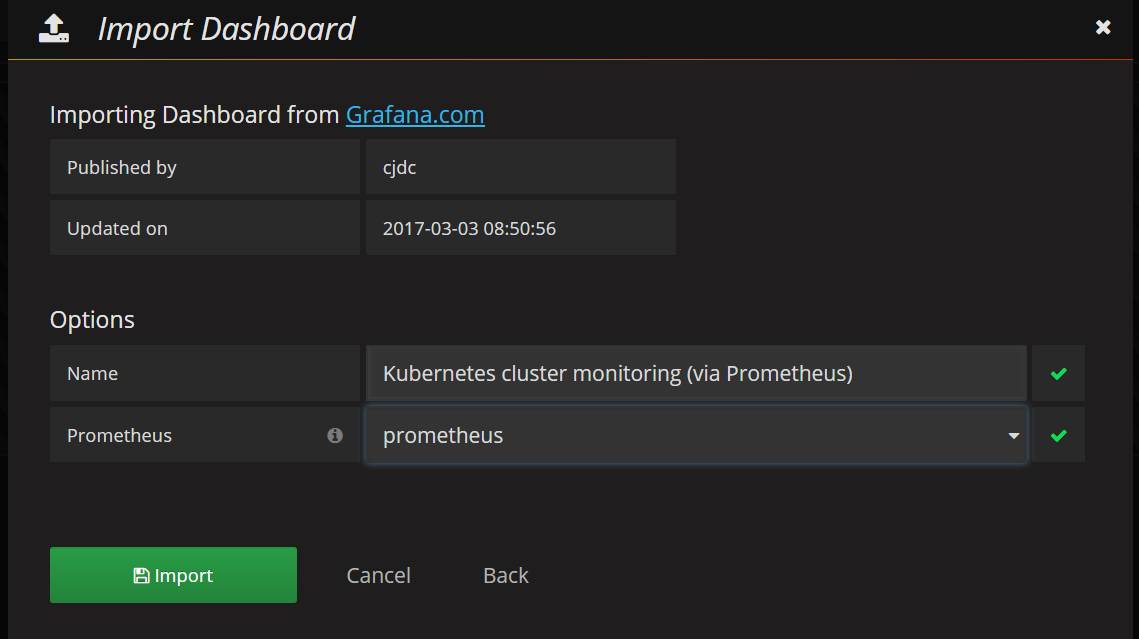 Import Dashboard
Importing Dashboard from Grafana.com
Published by cjdc
Updated on 2017-03-03 08:50:56
Options
Name Kubernetes cluster monitoring (via Prometheus)
Prometheus prometheus
Import Cancel Back